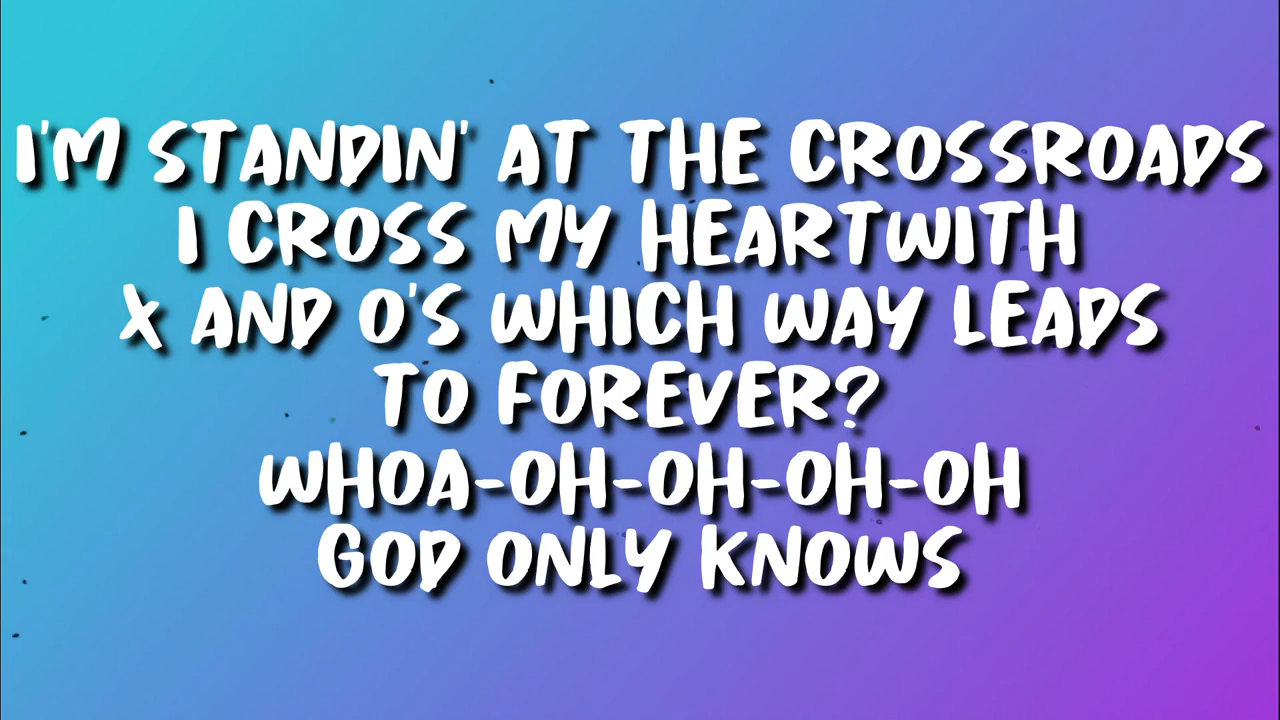 I'M STANDIN' AT THE CROSSROADS
I CROSS MY HEARTWITH
X AND O'S WHICH WAY LEADS
TO FOREVER?
WHOA-OH-OH-OH-OH
GOD ONLY KNOWS